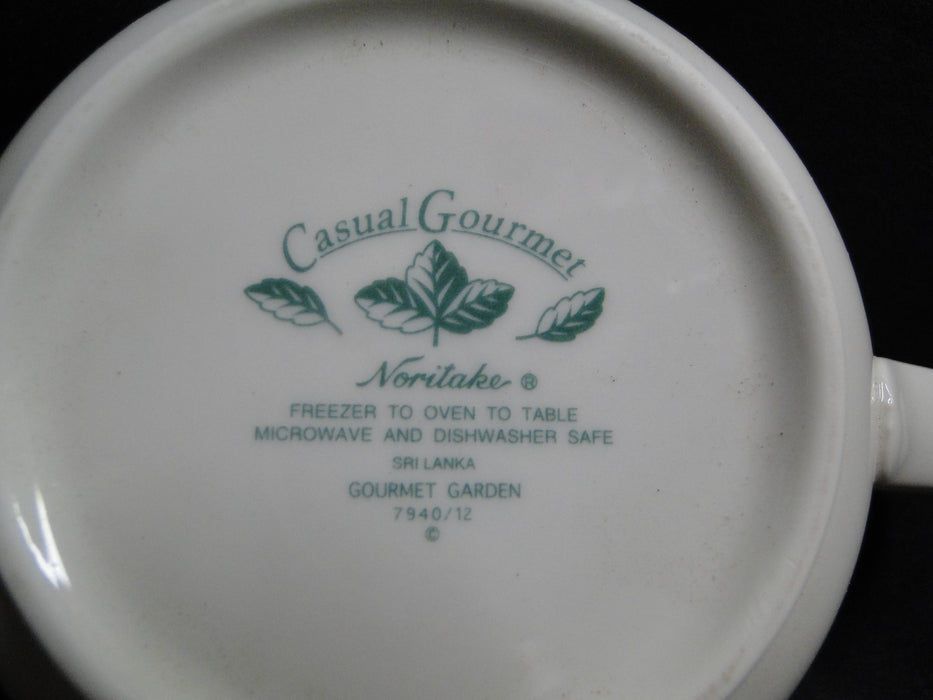 Casual Gourmet
Noritake ®
FREEZER TO OVEN TO TABLE
MICROWAVE AND DISHWASHER SAFE
SRI LANKA
GOURMET GARDEN
7940/12
©